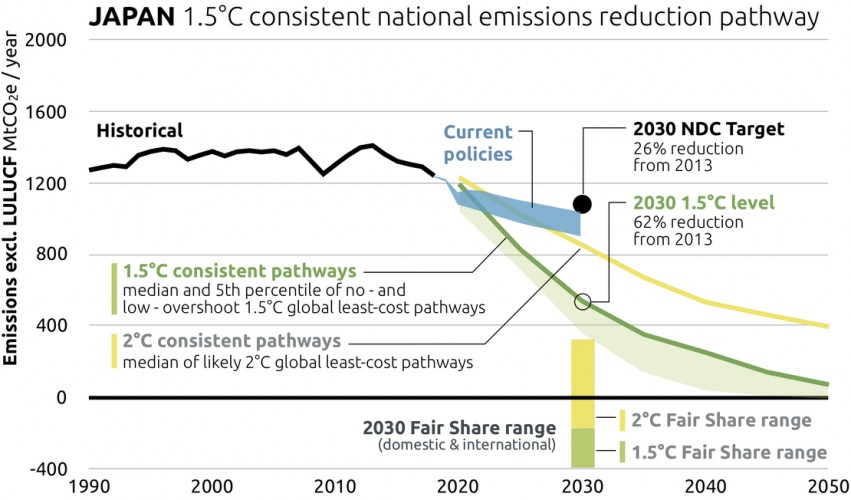 JAPAN 1.5°C consistent national emissions reduction pathway
Emissions excl. LULUCF MtCO₂e / year
2000
1600
1200
800
400
0
-400
Historical
Current
policies
2030 NDC Target
26% reduction
from 2013
2030 1.5°C level
62% reduction
from 2013
1.5°C consistent pathways
median and 5th percentile of no - and
low - overshoot 1.5°C global least-cost pathways
2°C consistent pathways
median of likely 2°C global least-cost pathways
2030 Fair Share range
(domestic & international)
2°C Fair Share range
1.5°C Fair Share range
1990
2000
2010
2020
2030
2040
2050